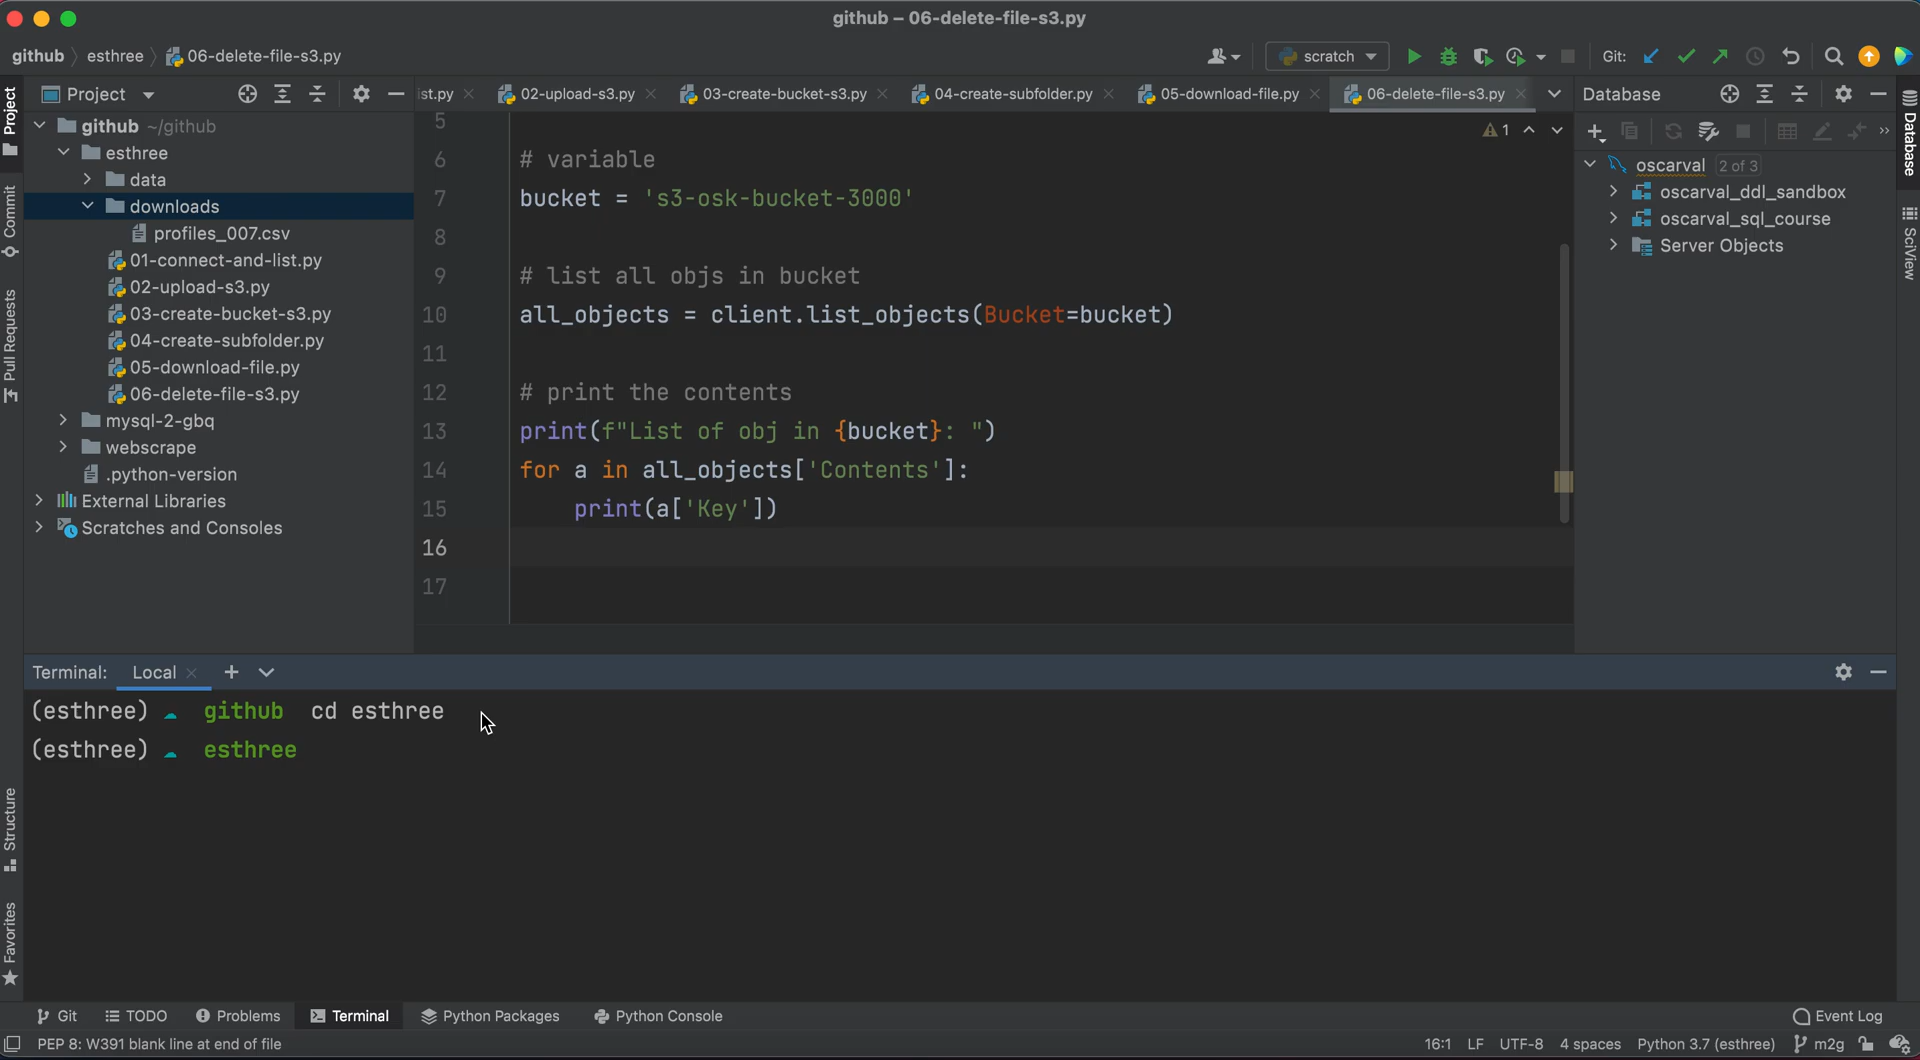 github – 06-delete-file-s3.py
github esthree 06-delete-file-s3.py
scratch Git:
Project
ist.py 02-upload-s3.py 03-create-bucket-s3.py 04-create-subfolder.py 05-download-file.py 06-delete-file-s3.py
Database
Project
Commit
Pull Requests
Structure
Favorites
github ~/github
esthree
data
downloads
profiles_007.csv
01-connect-and-list.py
02-upload-s3.py
03-create-bucket-s3.py
04-create-subfolder.py
05-download-file.py
06-delete-file-s3.py
mysql-2-gbq
webscrape
.python-version
External Libraries
Scratches and Consoles
1
5
6 # variable
7 bucket = 's3-osk-bucket-3000'
8
9 # list all objs in bucket
10 all_objects = client.list_objects(Bucket=bucket)
11
12 # print the contents
13 print(f"List of obj in {bucket}: ")
14 for a in all_objects['Contents']:
15 print(a['Key'])
16
17
oscarval 2 of 3
oscarval_ddl_sandbox
oscarval_sql_course
Server Objects
Database
SciView
Terminal: Local
(esthree) github cd esthree
(esthree) esthree
Git TODO Problems Terminal Python Packages Python Console Event Log
PEP 8: W391 blank line at end of file 16:1 LF UTF-8 4 spaces Python 3.7 (esthree) m2g